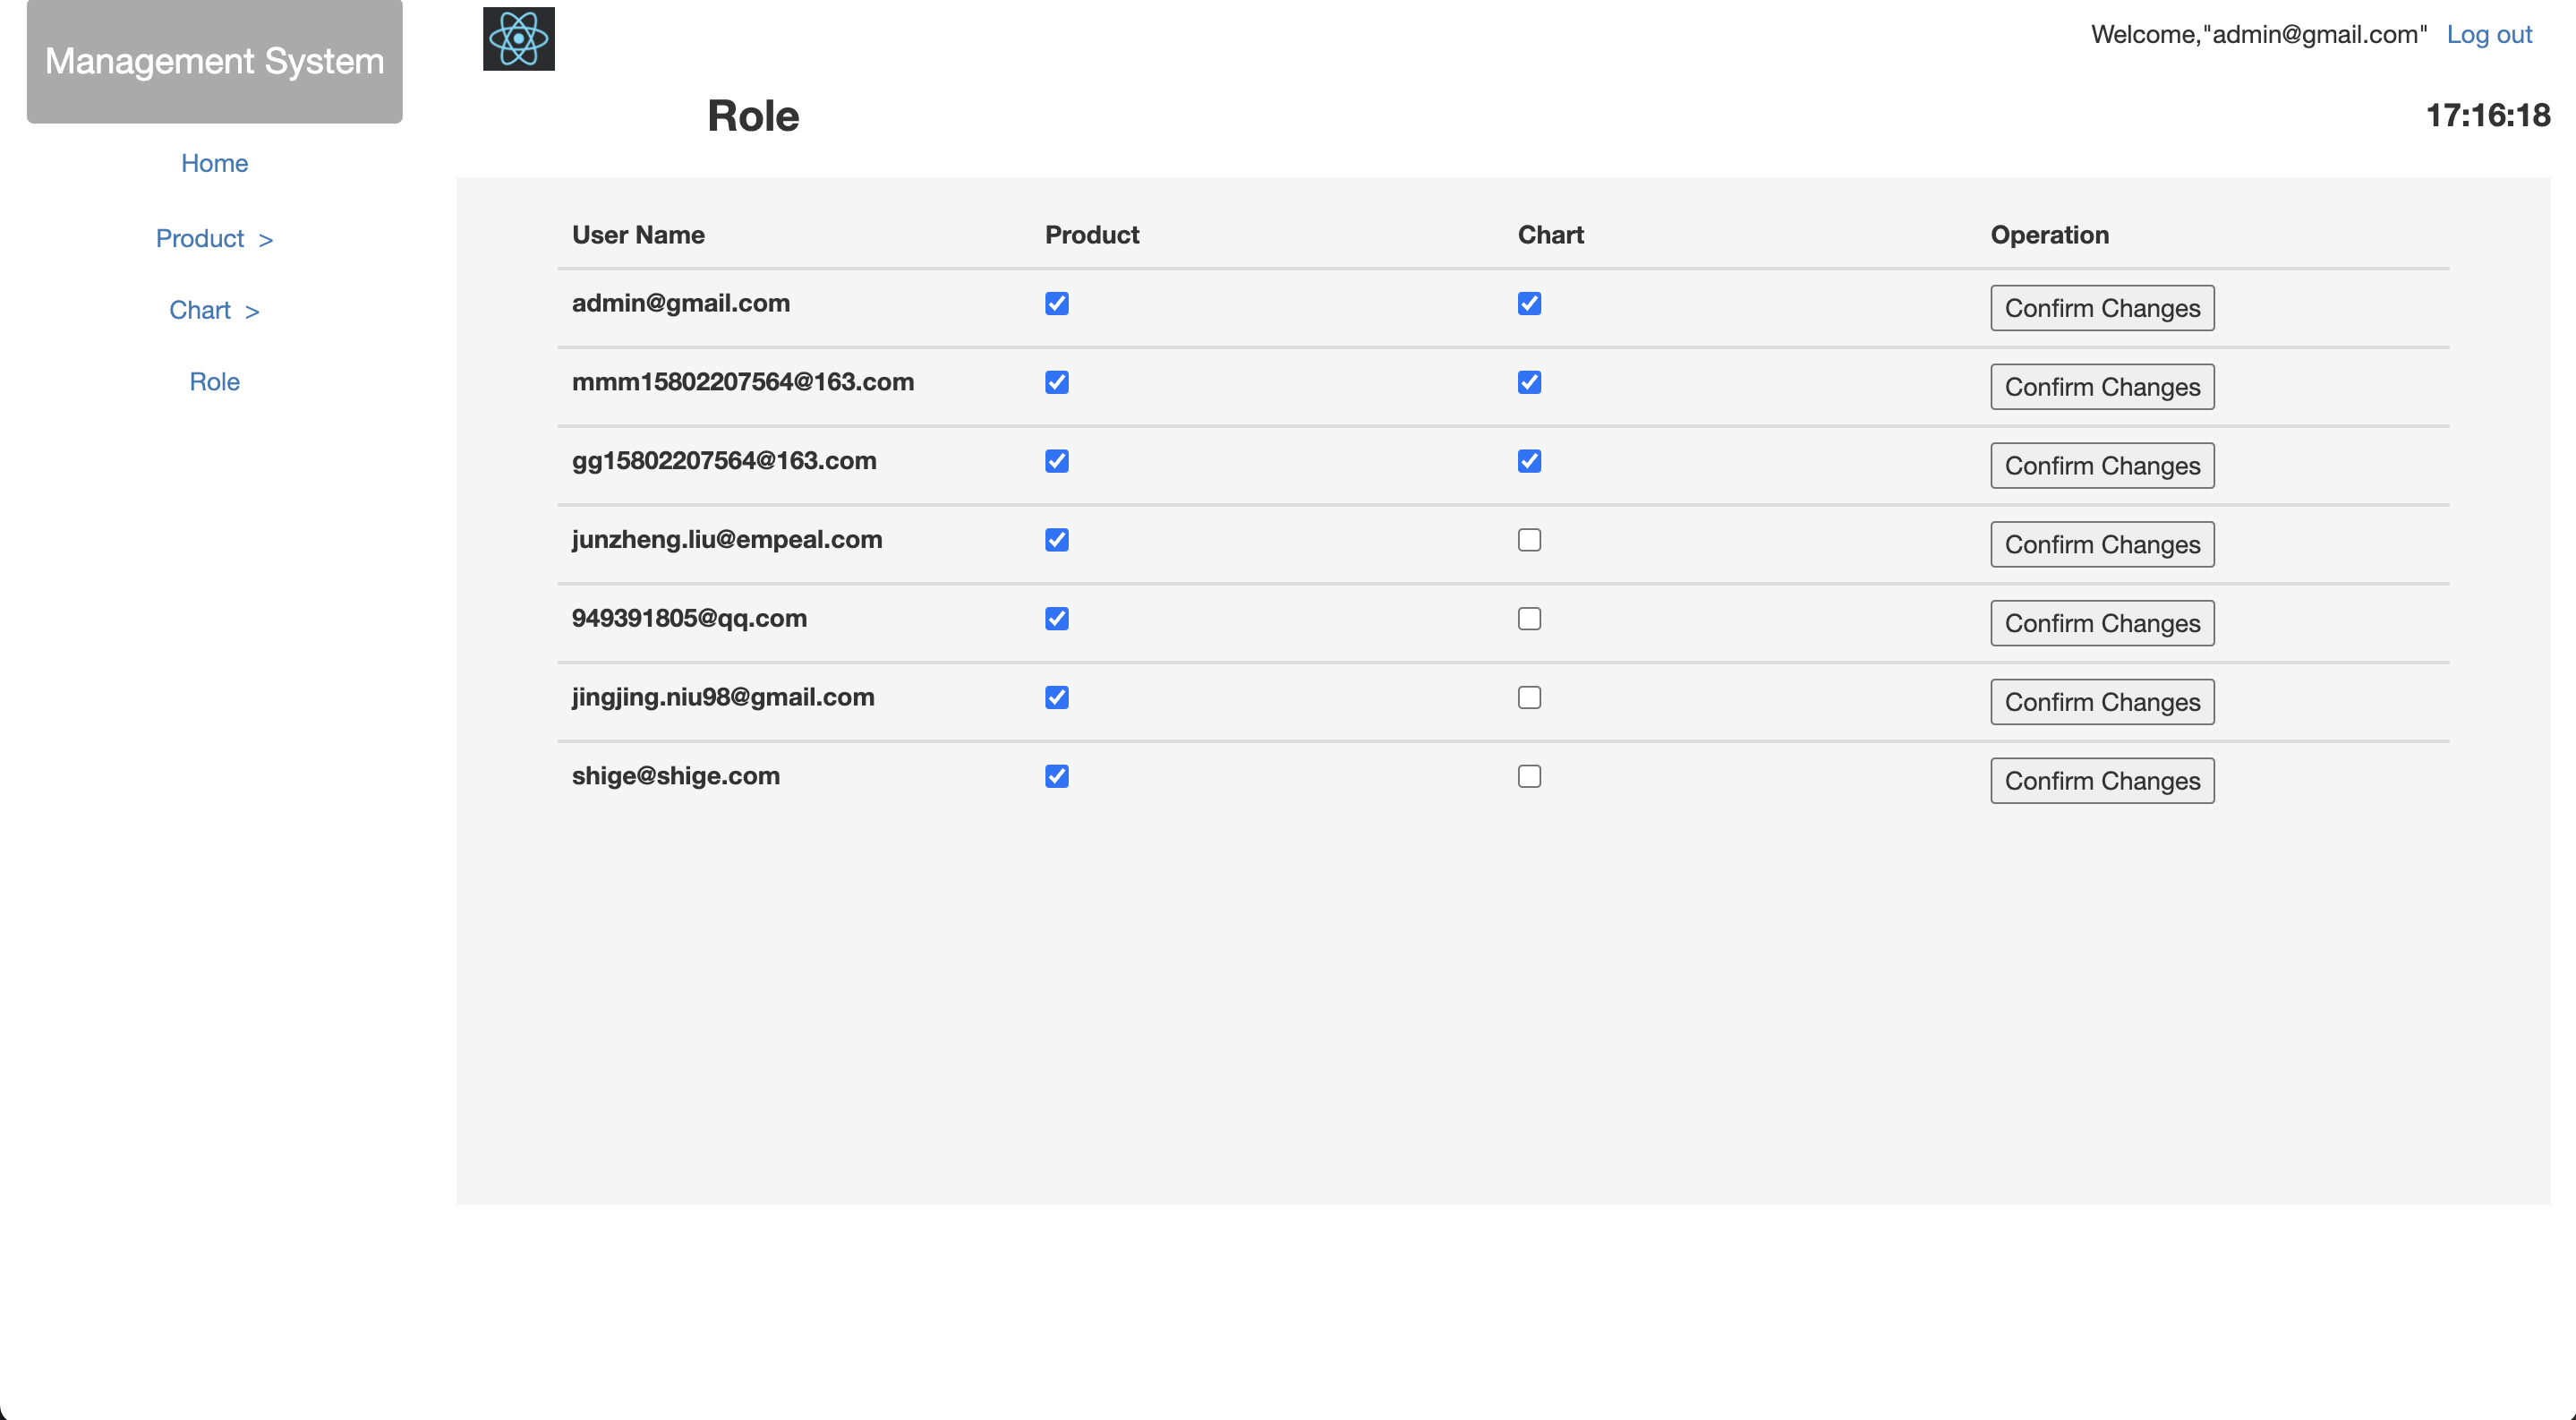 Management System
Welcome,"admin@gmail.com" Log out
Role 17:16:18
Home
Product >
Chart >
Role
User Name Product Chart Operation
admin@gmail.com Confirm Changes
mmm15802207564@163.com Confirm Changes
gg15802207564@163.com Confirm Changes
junzheng.liu@empeal.com Confirm Changes
949391805@qq.com Confirm Changes
jingjing.niu98@gmail.com Confirm Changes
shige@shige.com Confirm Changes